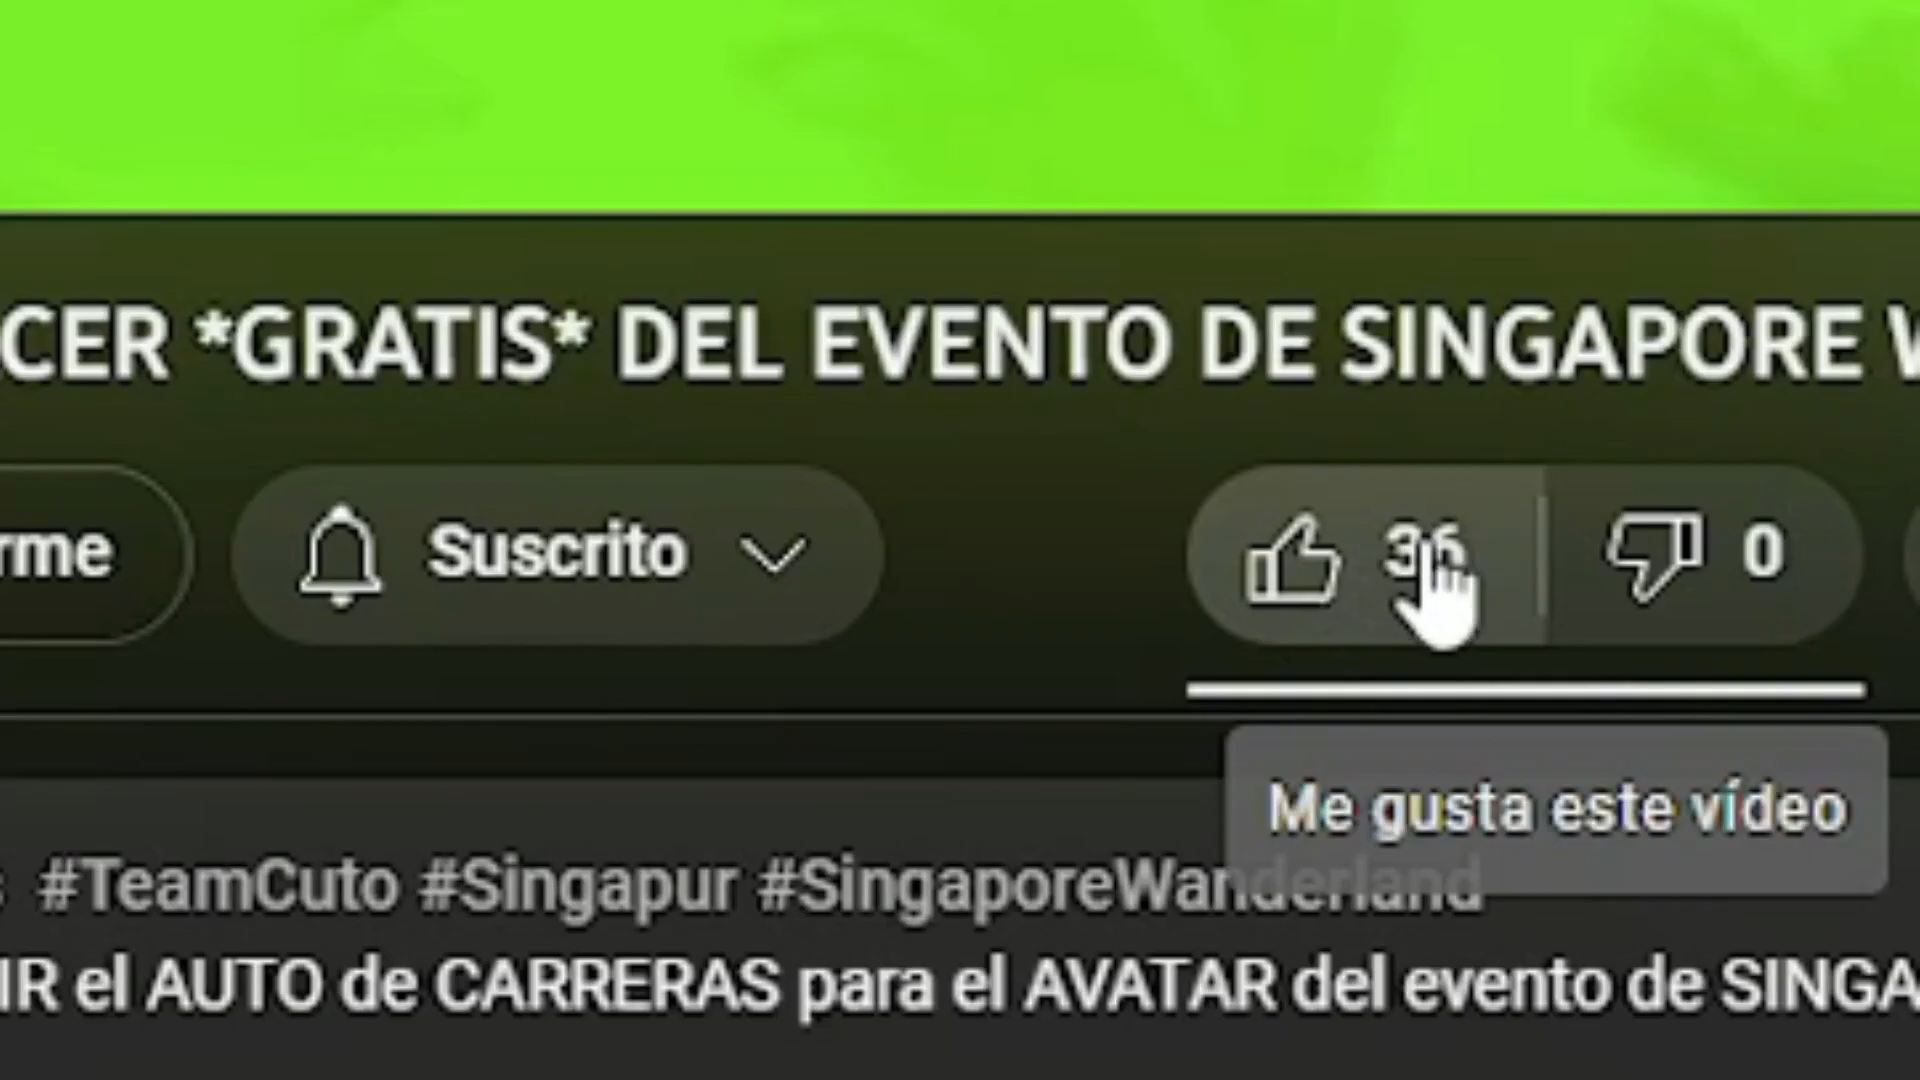 CER *GRATIS* DEL EVENTO DE SINGAPORE W
rme Suscrito 36 0
Me gusta este vídeo
#TeamCuto #Singapur #SingaporeWanderland
IR el AUTO de CARRERAS para el AVATAR del evento de SINGA